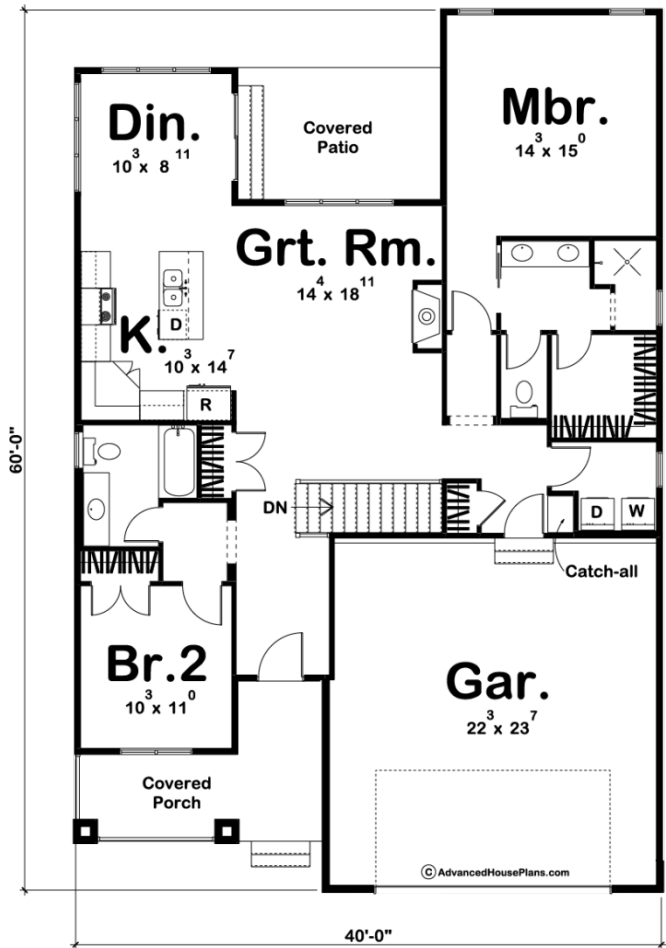 Mbr.
14³ x 15⁰
Din.
10³ x 8¹¹
Covered
Patio
Grt. Rm.
14⁴ x 18¹¹
K.
D
10³ x 14⁷
R
60'-0"
DN
D
W
Catch-all
Br.2
10³ x 11⁰
Gar.
22³ x 23⁷
Covered
Porch
© AdvancedHousePlans.com
40'-0"